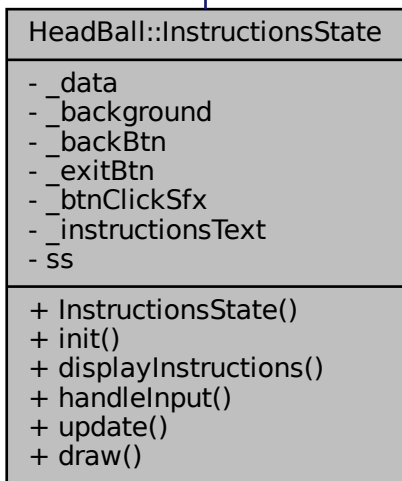 HeadBall::InstructionsState
- _data
- _background
- _backBtn
- _exitBtn
- _btnClickSfx
- _instructionsText
- ss
+ InstructionsState()
+ init()
+ displayInstructions()
+ handleInput()
+ update()
+ draw()